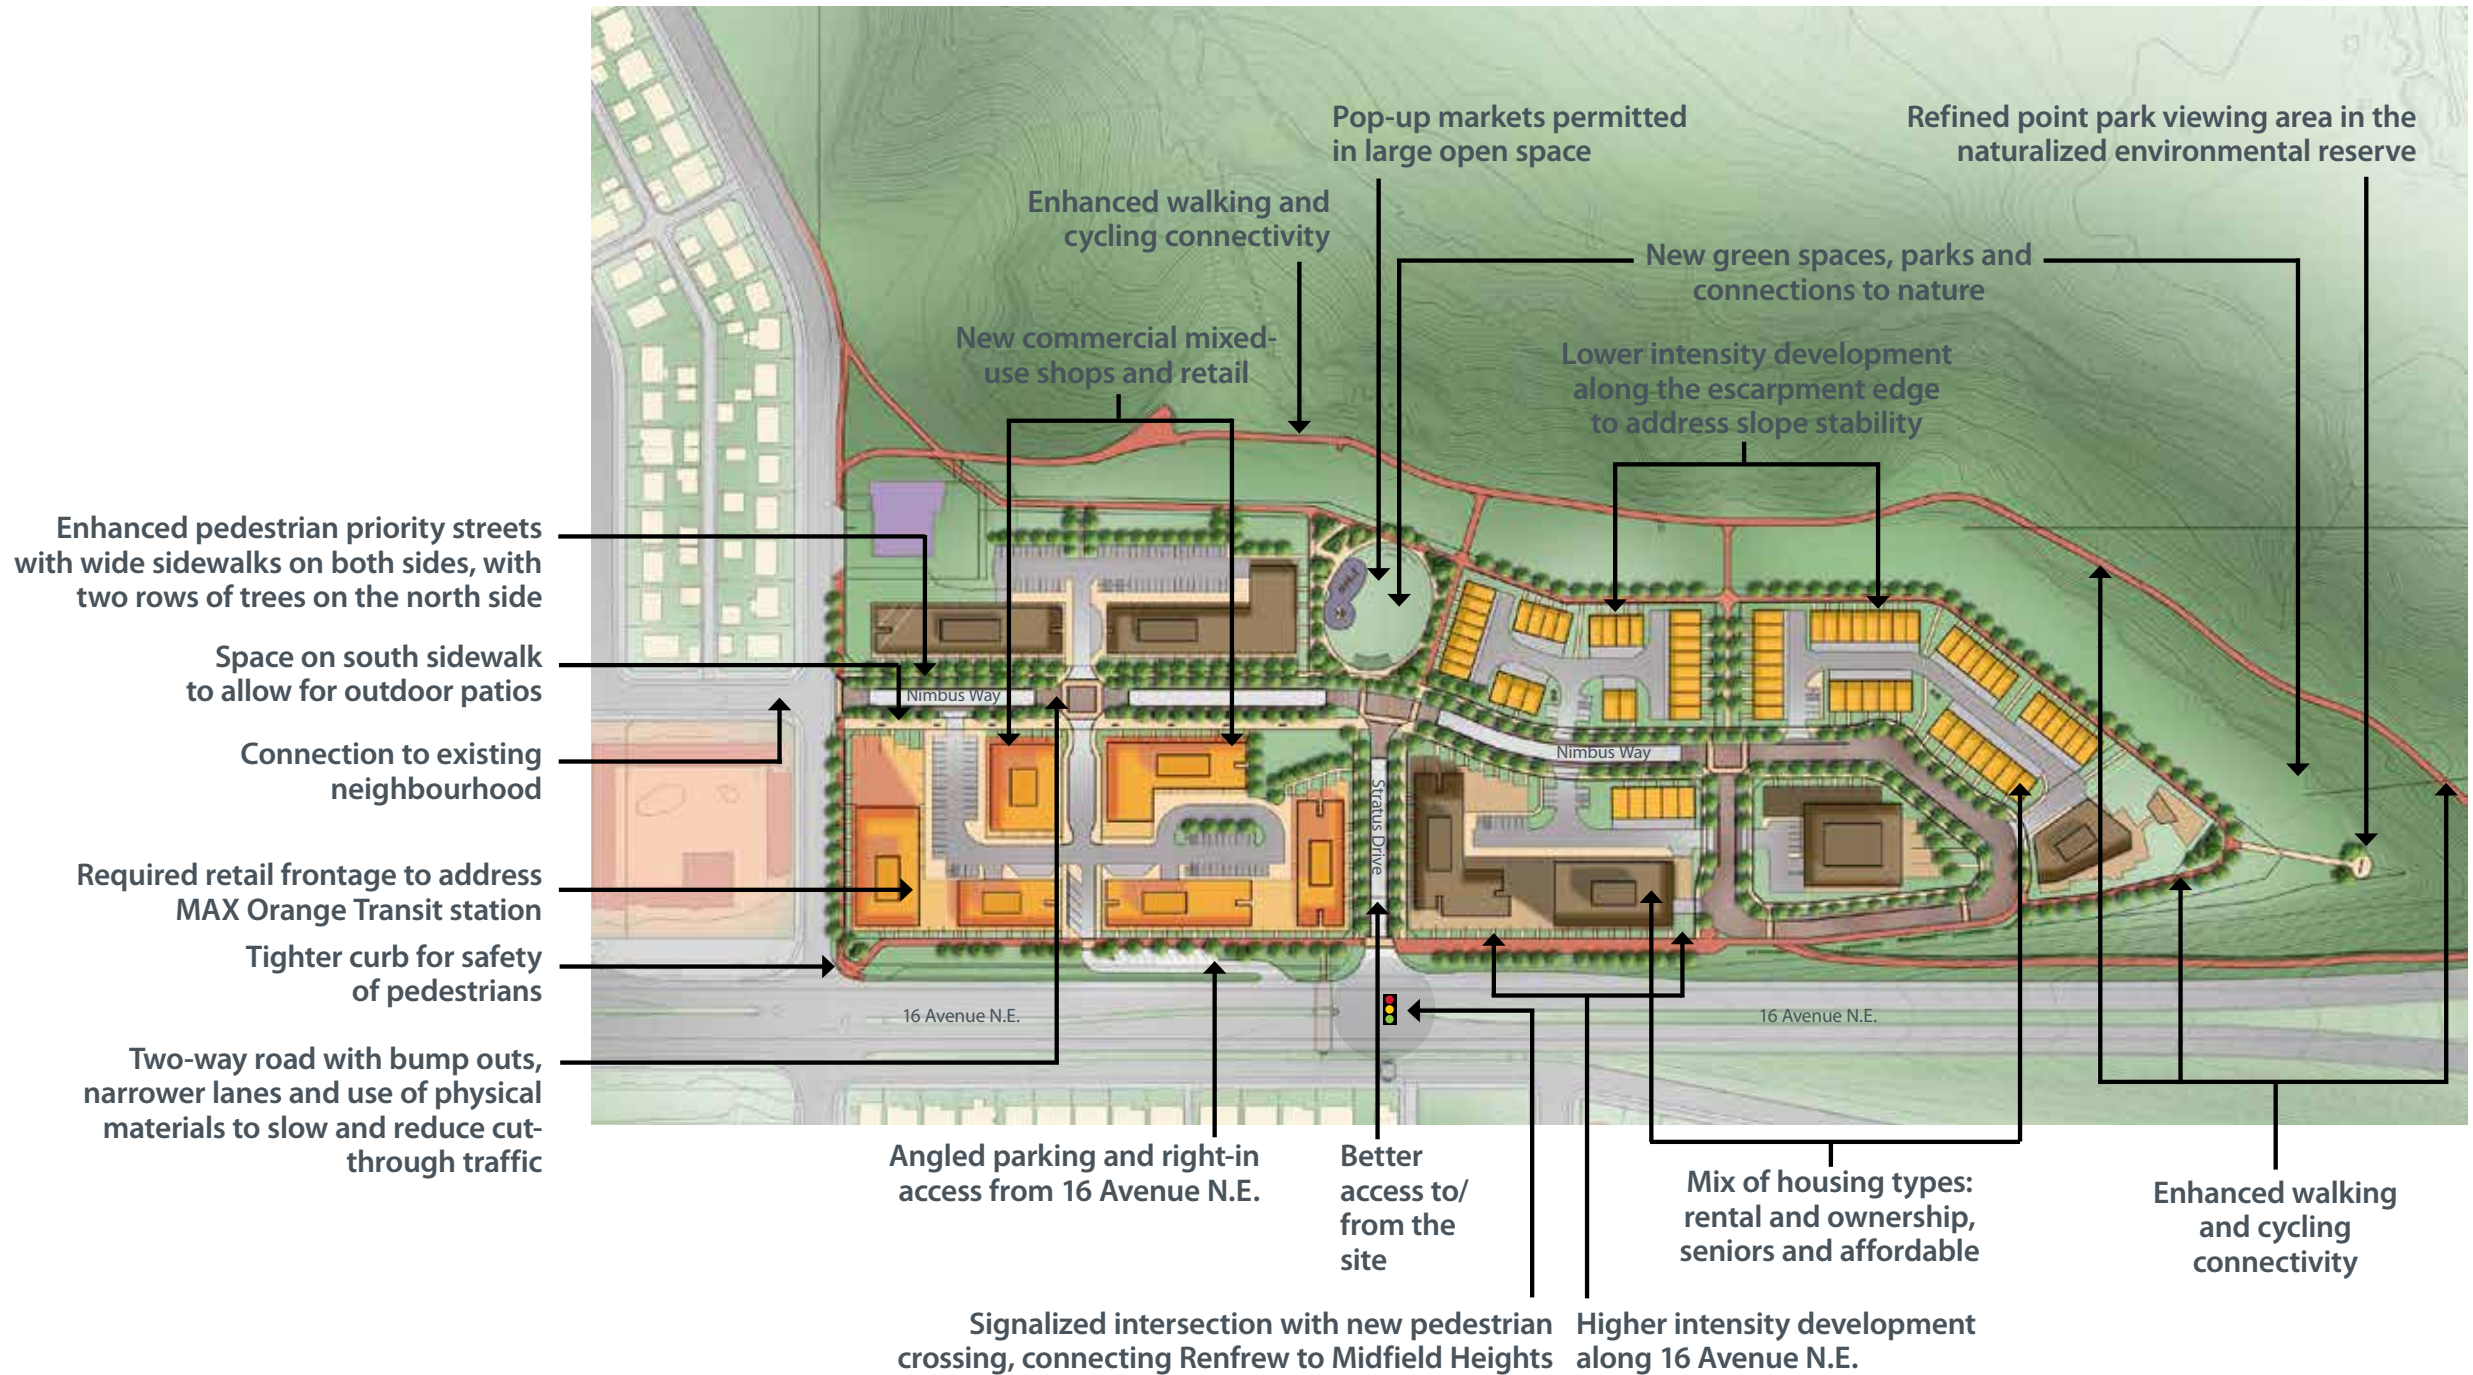 Pop-up markets permitted
in large open space
Refined point park viewing area in the
naturalized environmental reserve
Enhanced walking and
cycling connectivity
New green spaces, parks and
connections to nature
New commercial mixed-
use shops and retail
Lower intensity development
along the escarpment edge
to address slope stability
Enhanced pedestrian priority streets
with wide sidewalks on both sides, with
two rows of trees on the north side
Space on south sidewalk
to allow for outdoor patios
Connection to existing
neighbourhood
Required retail frontage to address
MAX Orange Transit station
Tighter curb for safety
of pedestrians
Two-way road with bump outs,
narrower lanes and use of physical
materials to slow and reduce cut-
through traffic
Nimbus Way
Nimbus Way
Stratus Drive
16 Avenue N.E.
16 Avenue N.E.
Angled parking and right-in
access from 16 Avenue N.E.
Better
access to/
from the
site
Mix of housing types:
rental and ownership,
seniors and affordable
Enhanced walking
and cycling
connectivity
Signalized intersection with new pedestrian
crossing, connecting Renfrew to Midfield Heights
Higher intensity development
along 16 Avenue N.E.